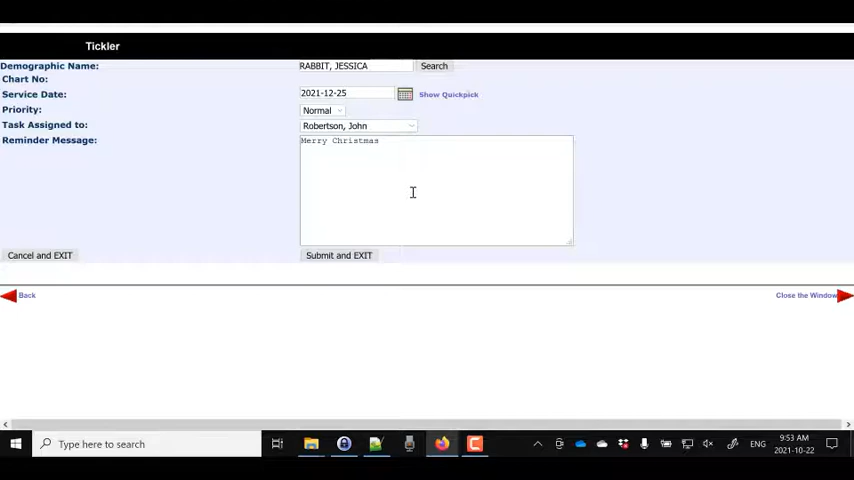 Tickler
Demographic Name: RABBIT, JESSICA Search
Chart No:
Service Date: 2021-12-25 Show Quickpick
Priority: Normal
Task Assigned to: Robertson, John
Reminder Message: Merry Christmas
Cancel and EXIT Submit and EXIT
Back Close the Window
Type here to search ENG 9:53 AM
2021-10-22